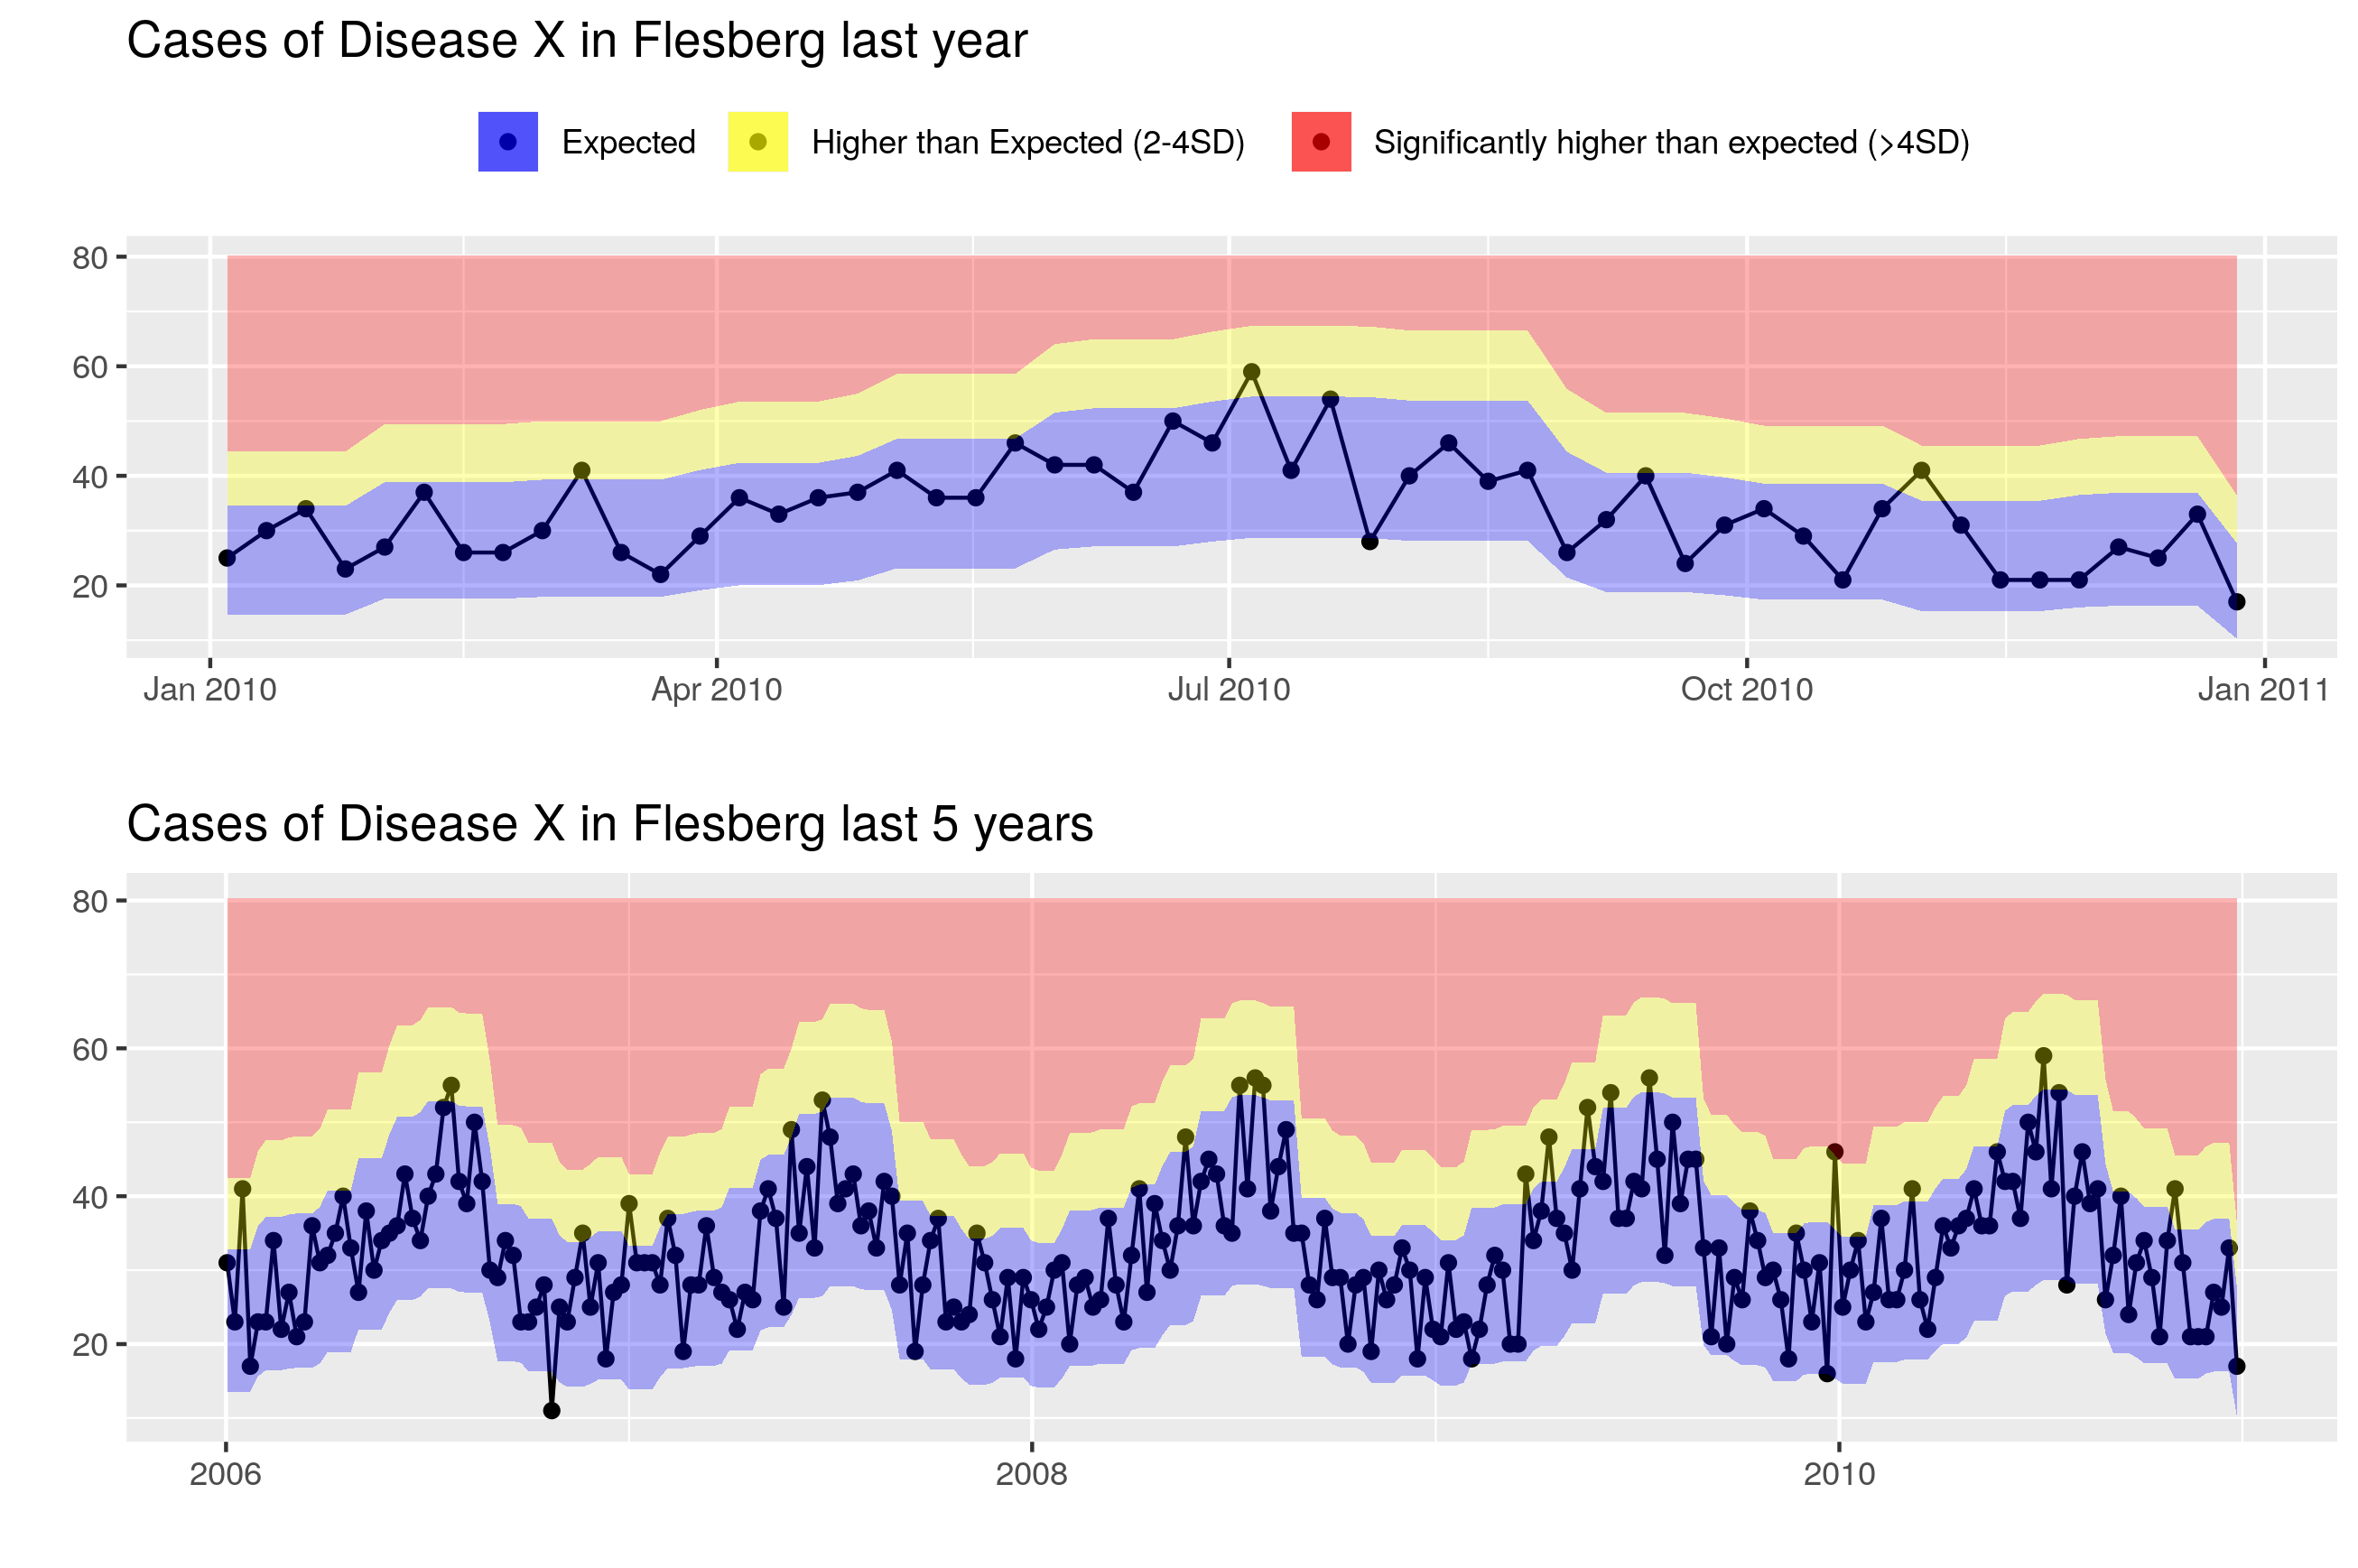 Cases of Disease X in Flesberg last year
Expected Higher than Expected (2-4SD) Significantly higher than expected (>4SD)
80
60
40
20
Jan 2010 Apr 2010 Jul 2010 Oct 2010 Jan 2011
Cases of Disease X in Flesberg last 5 years
80
60
40
20
2006 2008 2010